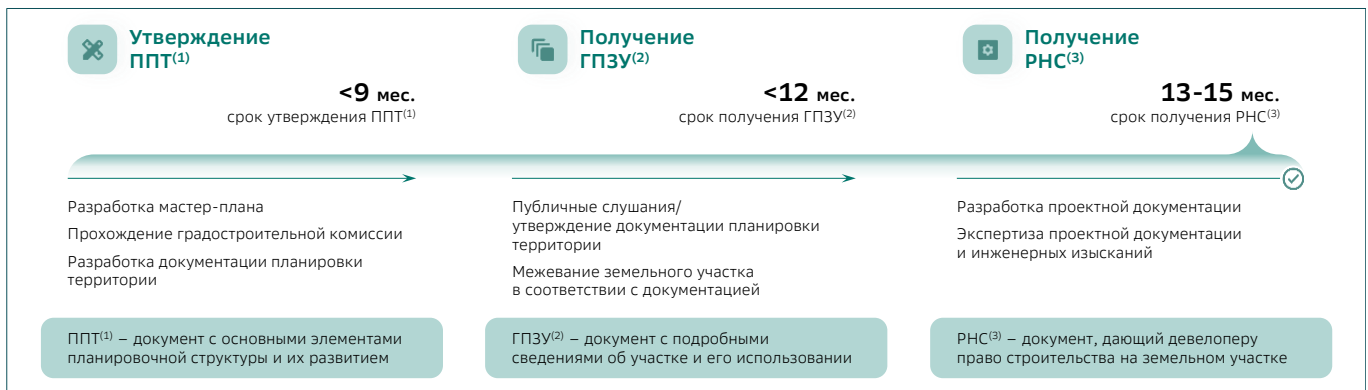 Утверждение
ППТ(1)
<9 мес.
срок утверждения ППТ(1)
Разработка мастер-плана
Прохождение градостроительной комиссии
Разработка документации планировки
территории
ППТ(1) – документ с основными элементами
планировочной структуры и их развитием
Получение
ГПЗУ(2)
<12 мес.
срок получения ГПЗУ(2)
Публичные слушания/
утверждение документации планировки
территории
Межевание земельного участка
в соответствии с документацией
ГПЗУ(2) – документ с подробными
сведениями об участке и его использовании
Получение
РНС(3)
13-15 мес.
срок получения РНС(3)
Разработка проектной документации
Экспертиза проектной документации
и инженерных изысканий
РНС(3) – документ, дающий девелоперу
право строительства на земельном участке